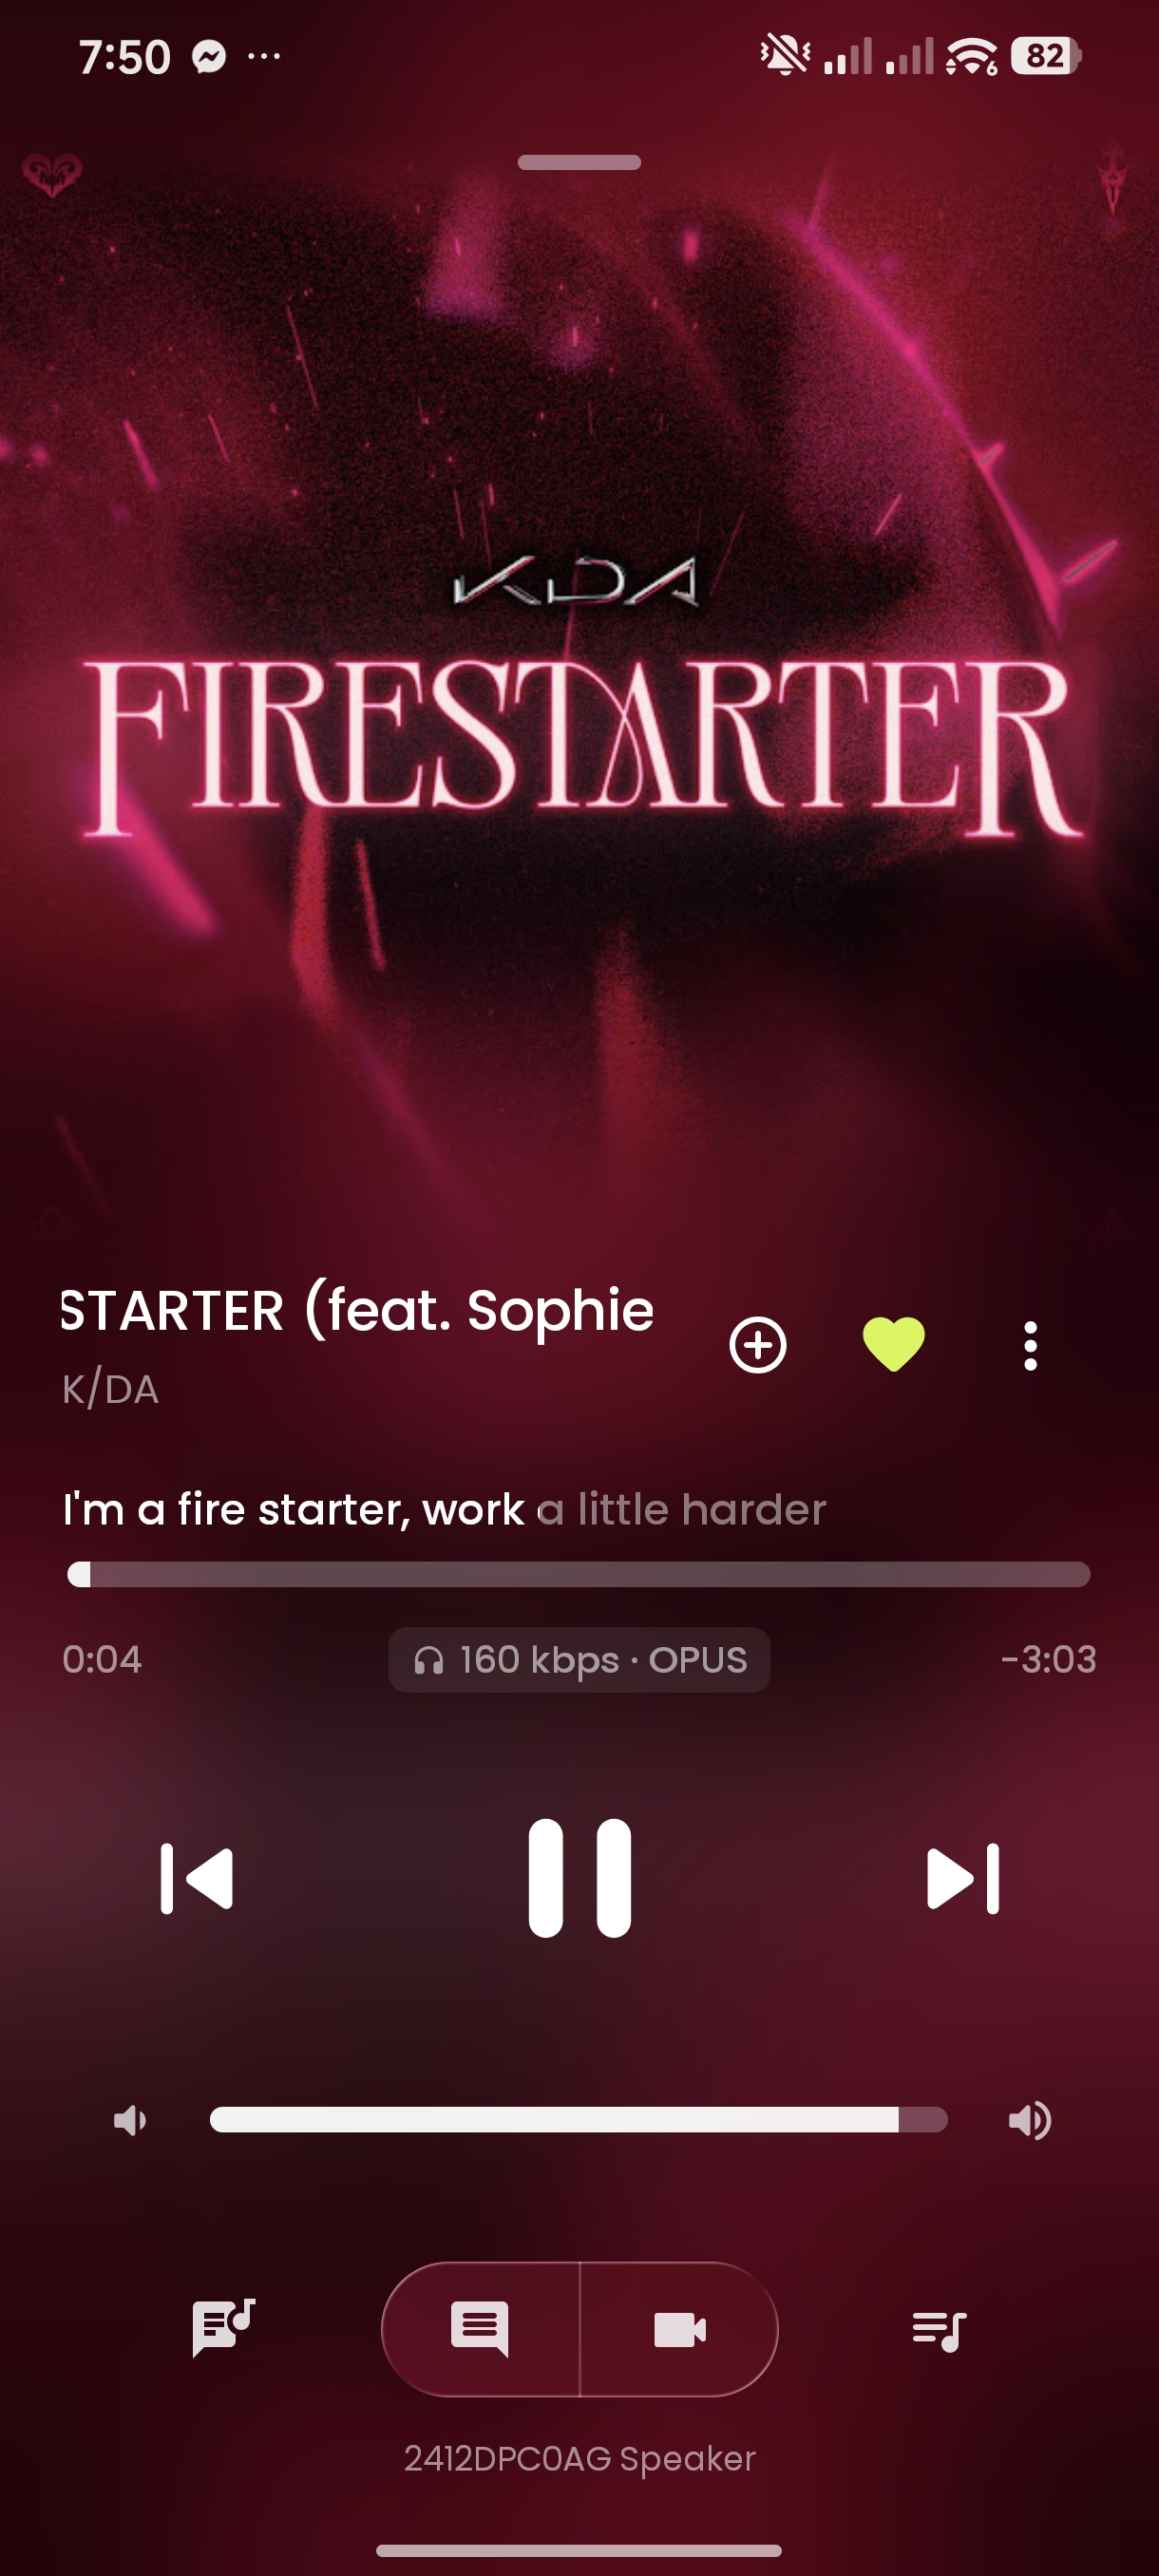 7:50
82
6
K/DA
FIRESTARTER
STARTER (feat. Sophie
K/DA
I'm a fire starter, work a little harder
0:04
160 kbps · OPUS
-3:03
2412DPC0AG Speaker